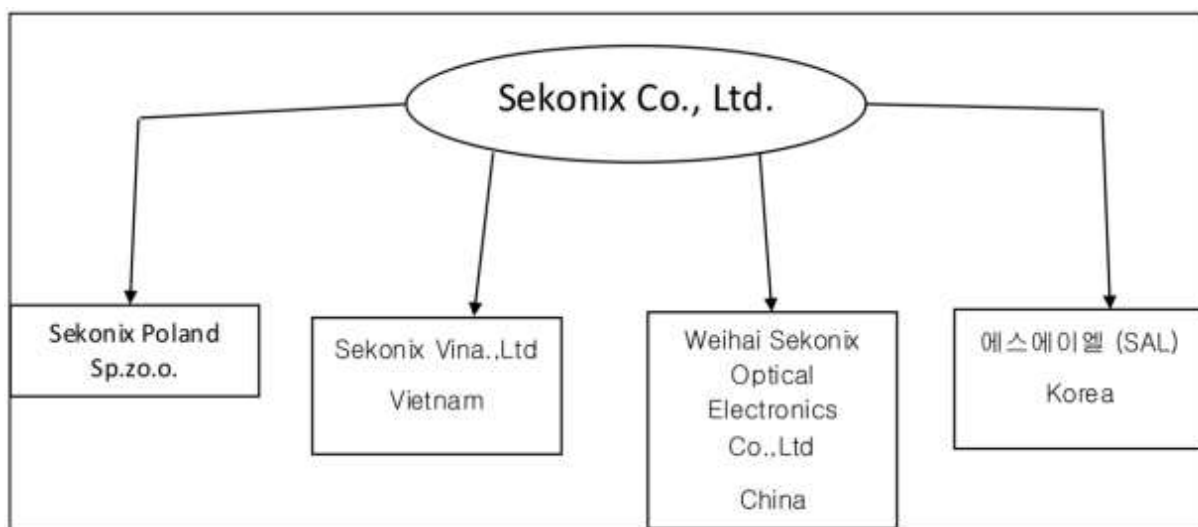 Sekonix Co., Ltd.
Sekonix Poland
Sp.zo.o.
Sekonix Vina.,Ltd
Vietnam
Weihai Sekonix
Optical
Electronics
Co.,Ltd
China
에스에이엘 (SAL)
Korea